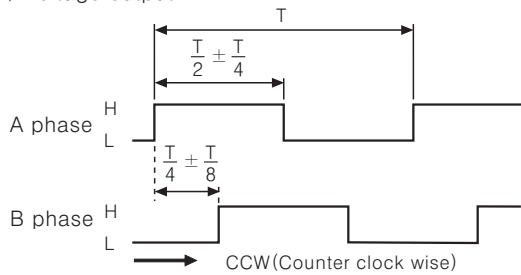 T
T/2 ± T/4
H
A phase
L
T/4 ± T/8
H
B phase
L
CCW(Counter clock wise)